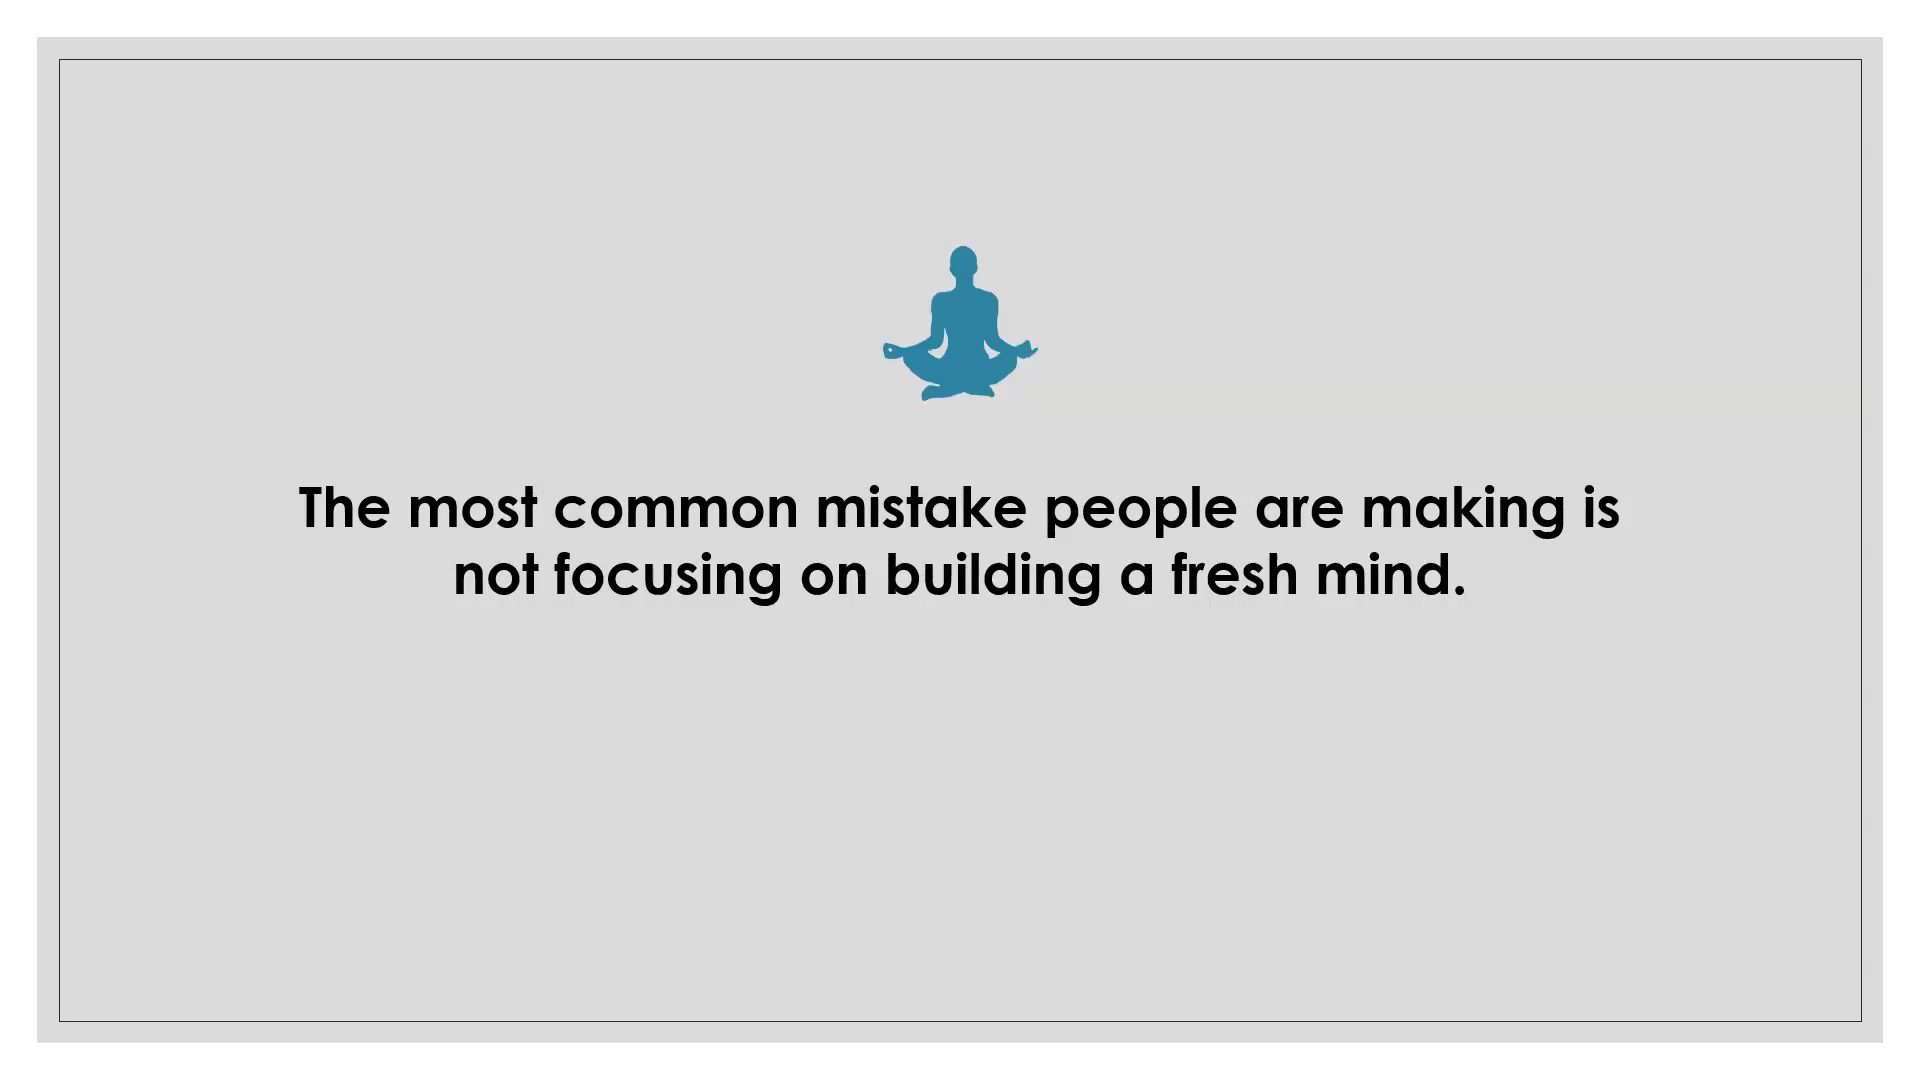 The most common mistake people are making is
not focusing on building a fresh mind.